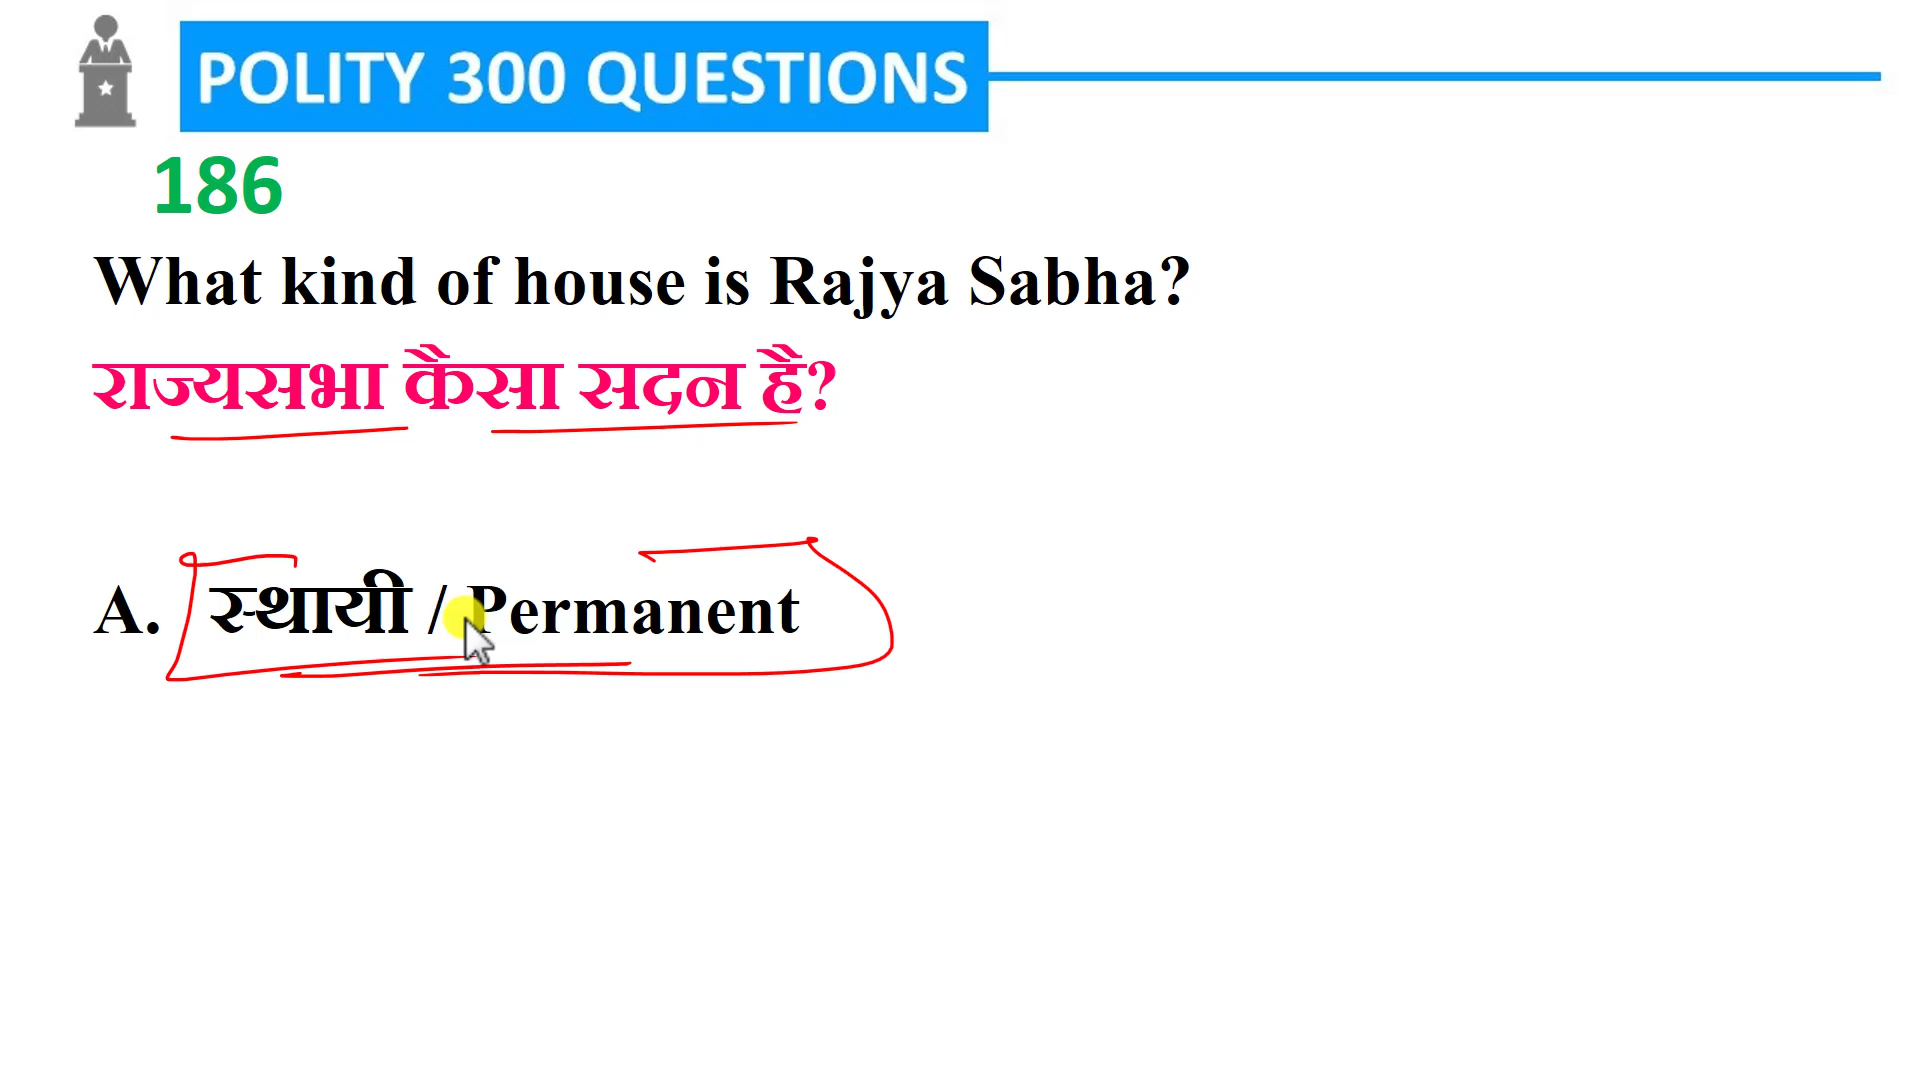 POLITY 300 QUESTIONS
186
What kind of house is Rajya Sabha?
राज्यसभा कैसा सदन है?
A. स्थायी / Permanent